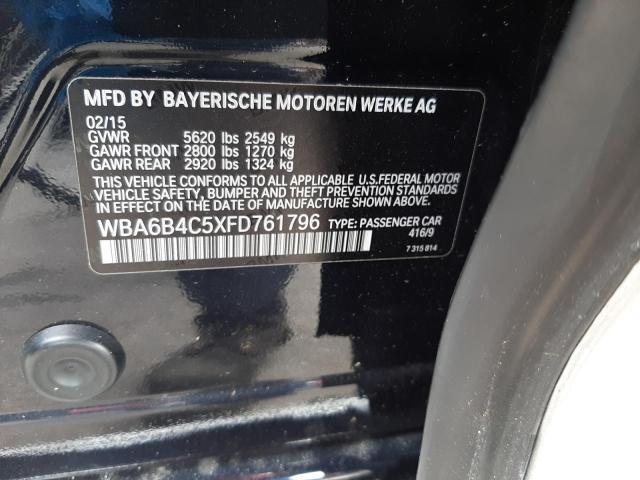 MFD BY BAYERISCHE MOTOREN WERKE AG
02/15
GVWR 5620 lbs 2549 kg
GAWR FRONT 2800 lbs 1270 kg
GAWR REAR 2920 lbs 1324 kg
THIS VEHICLE CONFORMS TO ALL APPLICABLE U.S.FEDERAL MOTOR
VEHICLE SAFETY, BUMPER AND THEFT PREVENTION STANDARDS
IN EFFECT ON THE DATE OF MANUFACTURE SHOWN ABOVE.
WBA6B4C5XFD761796 TYPE: PASSENGER CAR
416/9
7 315 814